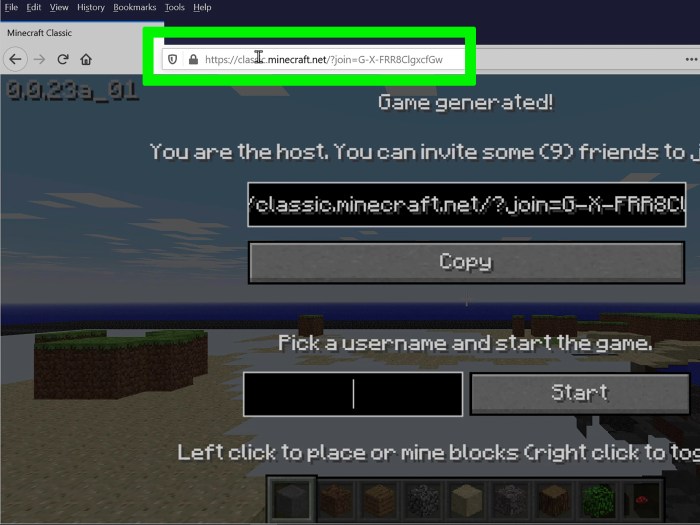 File Edit View History Bookmarks Tools Help
Minecraft Classic
https://classic.minecraft.net/?join=G-X-FRR8ClgxcfGw
0.0.23a_01
Game generated!
You are the host. You can invite some (9) friends to j
/classic.minecraft.net/?join=G-X-FRR8Cl
Copy
Pick a username and start the game.
Start
Left click to place or mine blocks (right click to tog